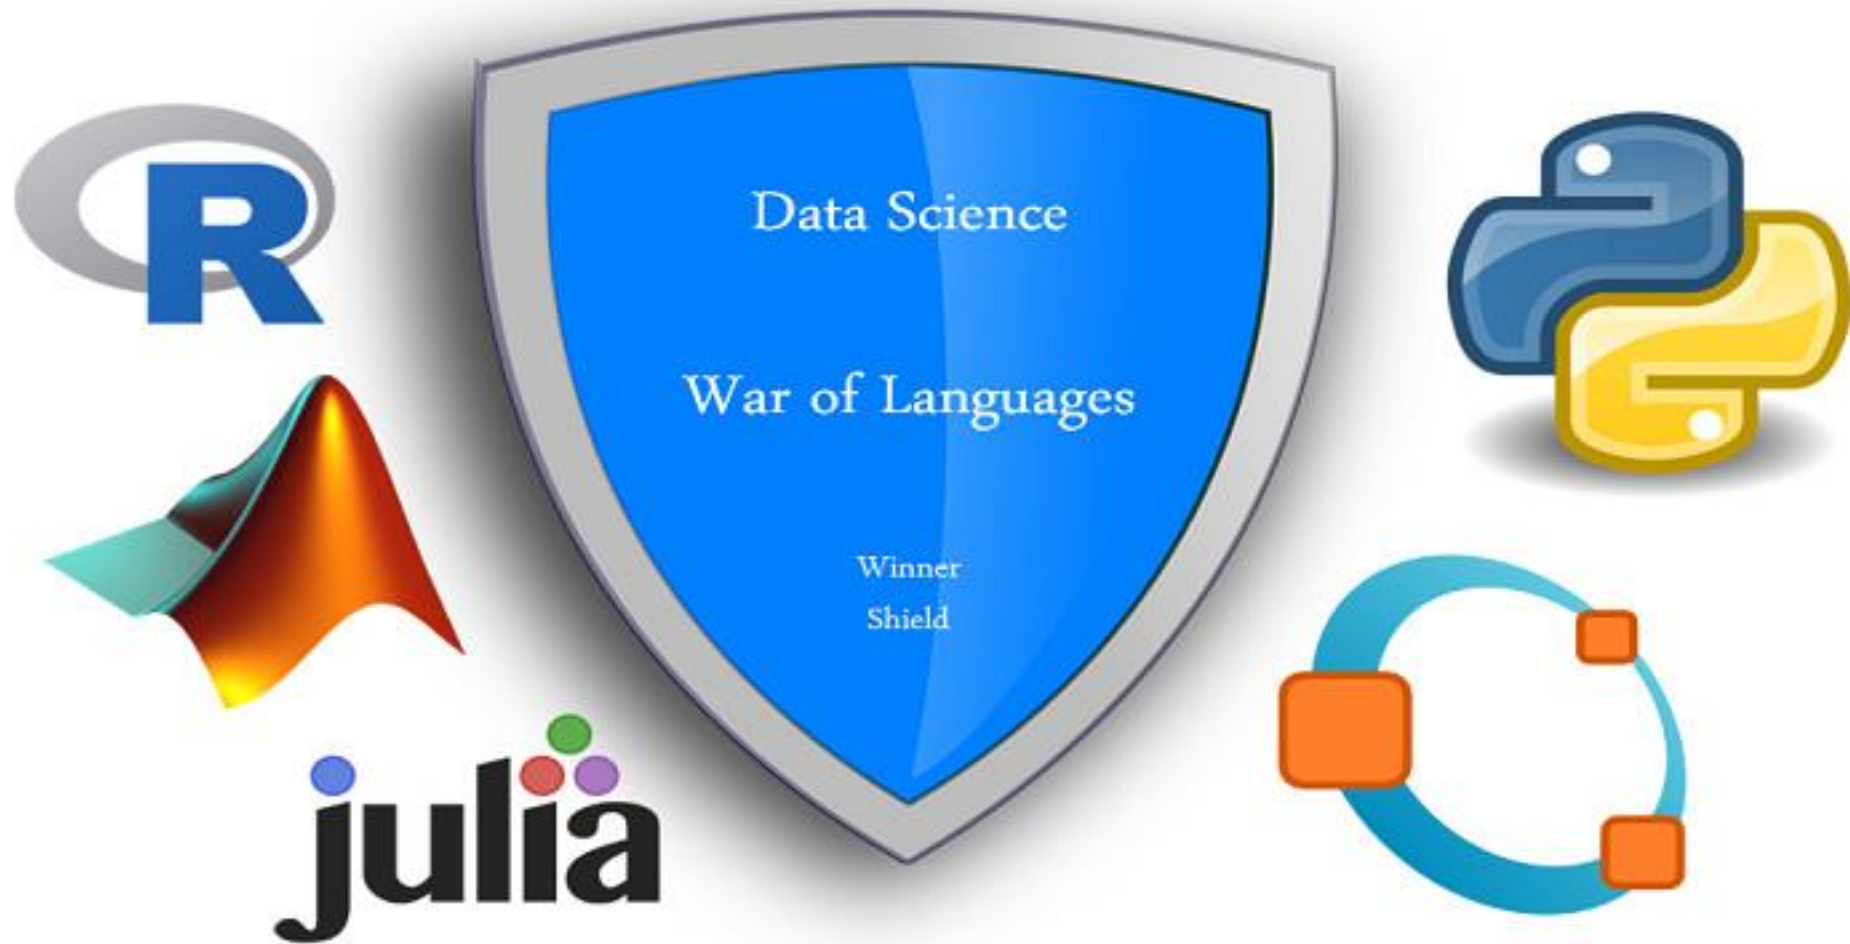 R
Data Science
War of Languages
Winner
Shield
julia